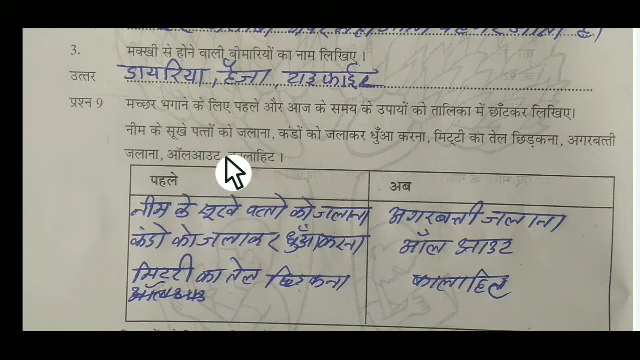 3. मक्खी से होने वाली बीमारियों का नाम लिखिए।
उत्तर डायरिया, हैजा, टाइफाईड
प्रश्न 9 मच्छर भगाने के लिए पहले और आज के समय के उपायों को तालिका में छाँटकर लिखिए।
नीम के सूखे पत्तों को जलाना, कंडों को जलाकर धुँआ करना, मिट्टी का तेल छिड़कना, अगरबत्ती
जलाना, ऑलआउट, कालाहिट।
पहले अब
नीम के सूखे पत्तो को जलाना अगरबत्ती जलाना
कंडो को जलाकर धुँआ करना ऑल आउट
मिट्टी का तेल छिड़कना कालाहिट